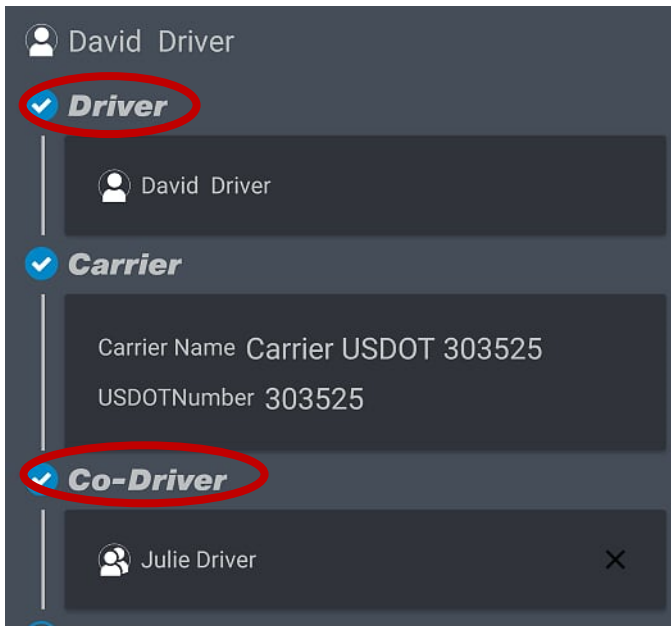 David Driver
Driver
David Driver
Carrier
Carrier Name Carrier USDOT 303525
USDOTNumber 303525
Co-Driver
Julie Driver